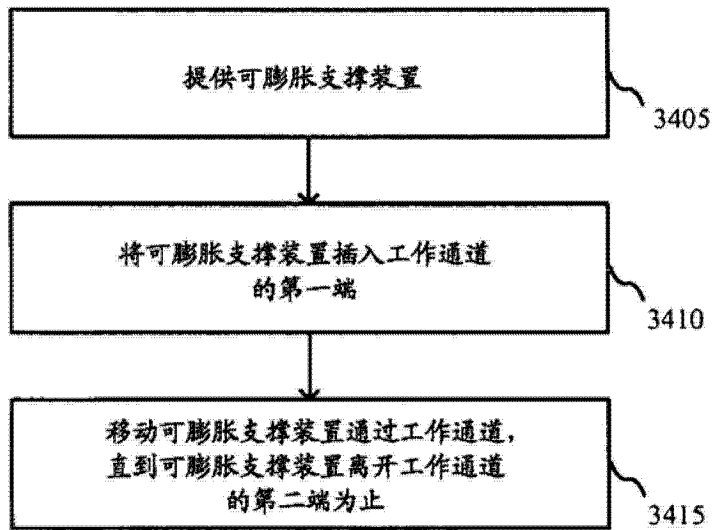 提供可膨胀支撑装置
3405
将可膨胀支撑装置插入工作通道
的第一端
3410
移动可膨胀支撑装置通过工作通道，
直到可膨胀支撑装置离开工作通道
的第二端为止
3415